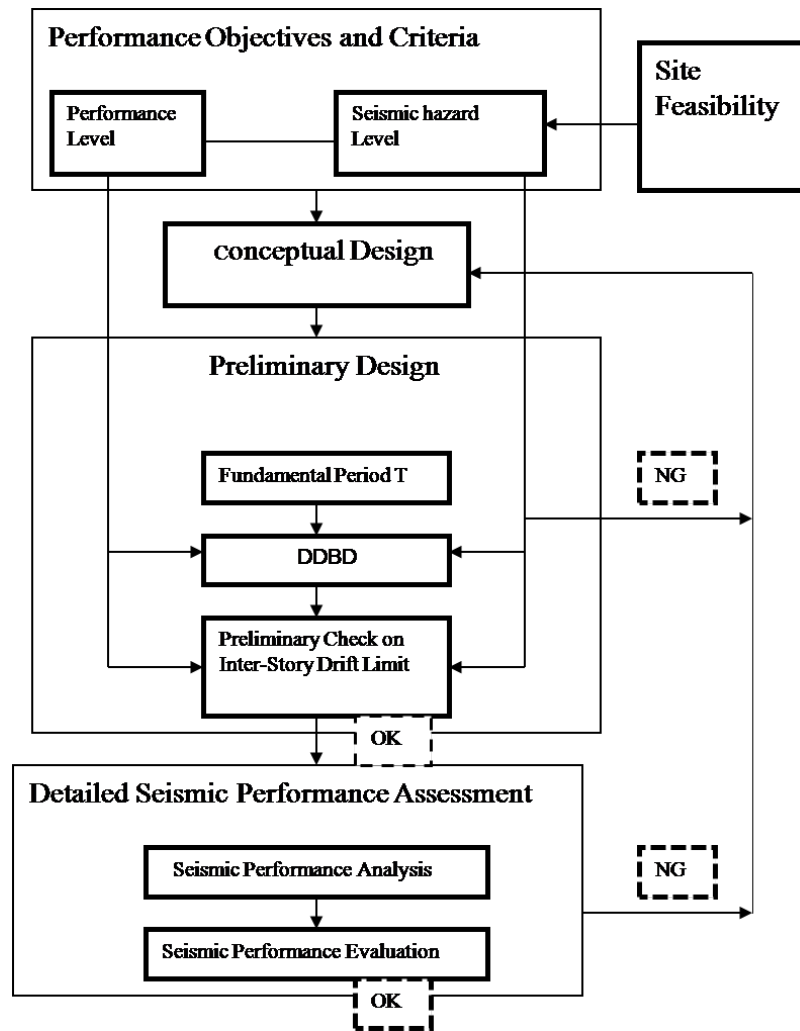 Performance Objectives and Criteria
Site
Feasibility
Performance
Level
Seismic hazard
Level
conceptual Design
Preliminary Design
Fundamental Period T
NG
DDBD
Preliminary Check on
Inter-Story Drift Limit
OK
Detailed Seismic Performance Assessment
Seismic Performance Analysis
NG
Seismic Performance Evaluation
OK